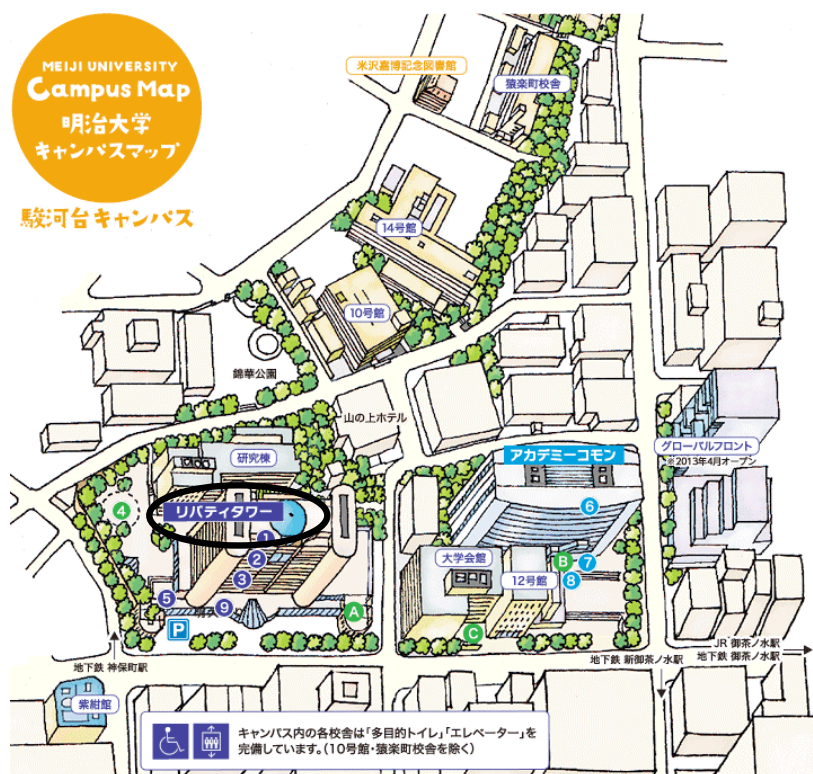 MEIJI UNIVERSITY
Campus Map
明治大学
キャンパスマップ
駿河台キャンパス
米沢嘉博記念図書館
猿楽町校舎
14号館
10号館
錦華公園
山の上ホテル
研究棟
アカデミーコモン
グローバルフロント
※2013年4月オープン
4
リバティタワー
6
1
2
3
大学会館
B
7
12号館
8
5
9
A
P
C
地下鉄 神保町駅
地下鉄 新御茶ノ水駅
JR 御茶ノ水駅
地下鉄 御茶ノ水駅
紫紺館
キャンパス内の各校舎は「多目的トイレ」「エレベーター」を
完備しています。(10号館・猿楽町校舎を除く)